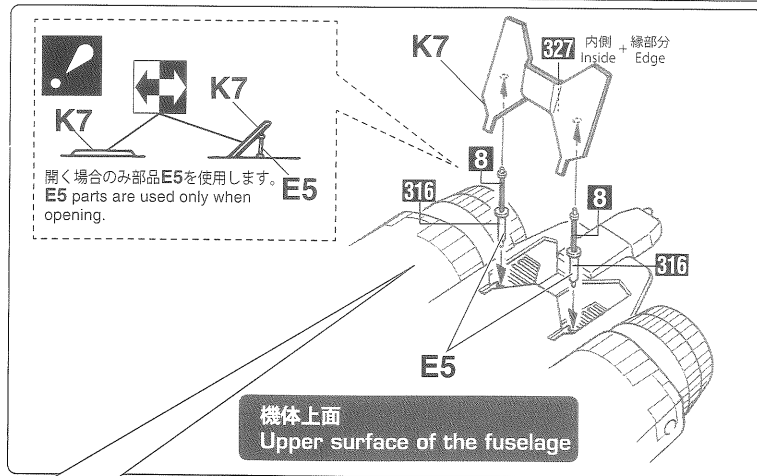 K7
K7
開く場合のみ部品E5を使用します。
E5 parts are used only when
opening.
E5
K7
327
内側 + 縁部分
Inside Edge
8
316
8
316
E5
機体上面
Upper surface of the fuselage